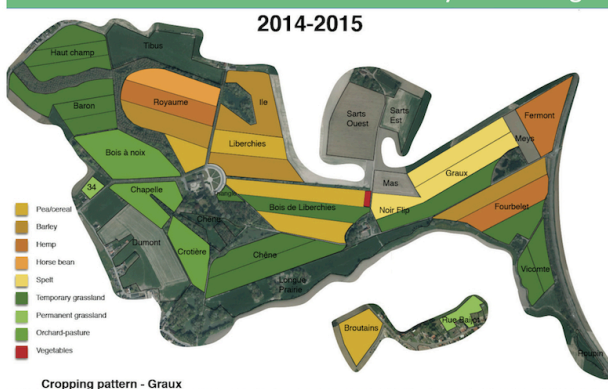 2014-2015
Haut champ
Tibus
Baron
Royaume
Ile
Sarts
Ouest
Sarts
Est
Fermont
Meys
Liberchies
Bois à noix
Graux
Mas
34
Chapelle
Bois de Liberchies
Noir Flip
Fourbelet
Dumont
Crotière
Chêne
Vicomte
Longue
Prairie
Broutains
Rue Baijot
Pea/cereal
Barley
Hemp
Horse bean
Spelt
Temporary grassland
Permanent grassland
Orchard-pasture
Vegetables
Cropping pattern - Graux